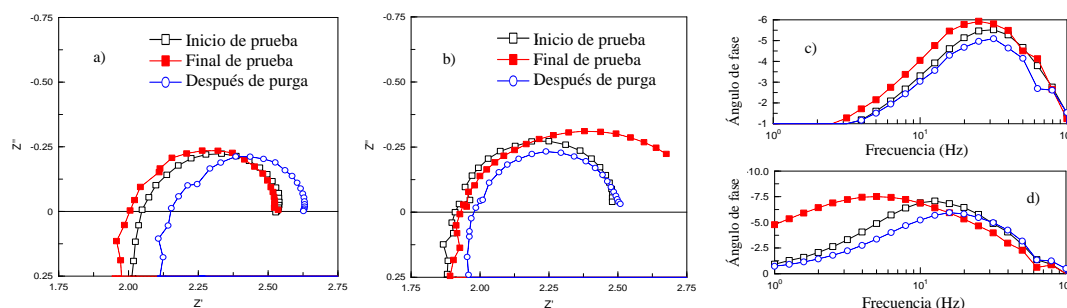 -0.75
-0.50
-0.25
0
0.25
Z''
a)
Inicio de prueba
Final de prueba
Después de purga
1.75
2.00
2.25
2.50
2.75
Z'
-0.75
-0.50
-0.25
0
0.25
Z''
b)
Inicio de prueba
Final de prueba
Después de purga
1.75
2.00
2.25
2.50
2.75
Z'
-6
-5
-4
-3
-2
-1
Ángulo de fase
c)
10⁰
10¹
Frecuencia (Hz)
-10.0
-7.5
-5.0
-2.5
0
Ángulo de fase
d)
10⁰
10¹
Frecuencia (Hz)